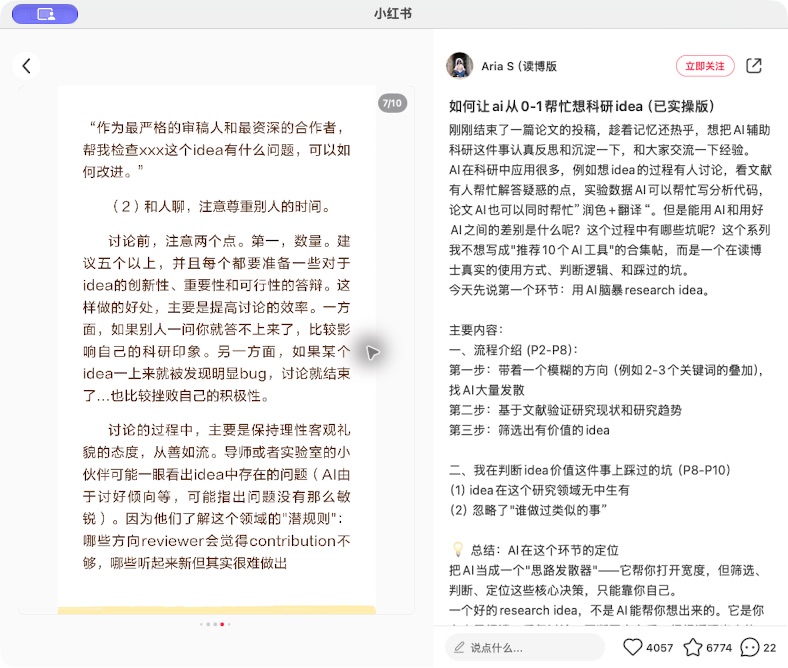 小红书
7/10
“作为最严格的审稿人和最资深的合作者，
帮我检查xxx这个idea有什么问题，可以如
何改进。”
（2）和人聊，注意尊重别人的时间。
讨论前，注意两个点。第一，数量。建
议五个以上，并且每个都要准备一些对于
idea的创新性、重要性和可行性的答辩。这
样做的好处，主要是提高讨论的效率。一方
面，如果别人一问你就答不上来了，比较影
响自己的科研印象。另一方面，如果某个
idea一上来就被发现明显bug，讨论就结束
了...也比较挫败自己的积极性。
讨论的过程中，主要是保持理性客观礼
貌的态度，从善如流。导师或者实验室的小
伙伴可能一眼看出idea中存在的问题（AI由
于讨好倾向等，可能指出问题没有那么敏
锐）。因为他们了解这个领域的"潜规则"：
哪些方向reviewer会觉得contribution不
够，哪些听起来新但其实很难做出
Aria S (读博版
立即关注
如何让ai从0-1帮忙想科研idea（已实操版）
刚刚结束了一篇论文的投稿，趁着记忆还热乎，想把AI辅助
科研这件事认真反思和沉淀一下，和大家交流一下经验。
AI在科研中应用很多，例如想idea的过程有人讨论，看文献
有人帮忙解答疑惑的点，实验数据AI可以帮忙写分析代码，
论文AI也可以同时帮忙”润色+翻译“。但是能用AI和用好
AI之间的差别是什么呢？这个过程中有哪些坑呢？这个系列
我不想写成"推荐10个AI工具"的合集帖，而是一个在读博
士真实的使用方式、判断逻辑、和踩过的坑。
今天先说第一个环节：用AI脑暴research idea。
主要内容：
一、流程介绍 (P2-P8)：
第一步：带着一个模糊的方向 (例如2-3个关键词的叠加)，
找AI大量发散
第二步：基于文献验证研究现状和研究趋势
第三步：筛选出有价值的idea
二、我在判断idea价值这件事上踩过的坑 (P8-P10)
(1) idea在这个研究领域无中生有
(2) 忽略了“谁做过类似的事”
💡 总结：AI在这个环节的定位
把AI当成一个"思路发散器"——它帮你打开宽度，但筛选、
判断、定位这些核心决策，只能靠你自己。
一个好的research idea，不是AI能帮你想出来的。它是你
说点什么...
4057
6774
22